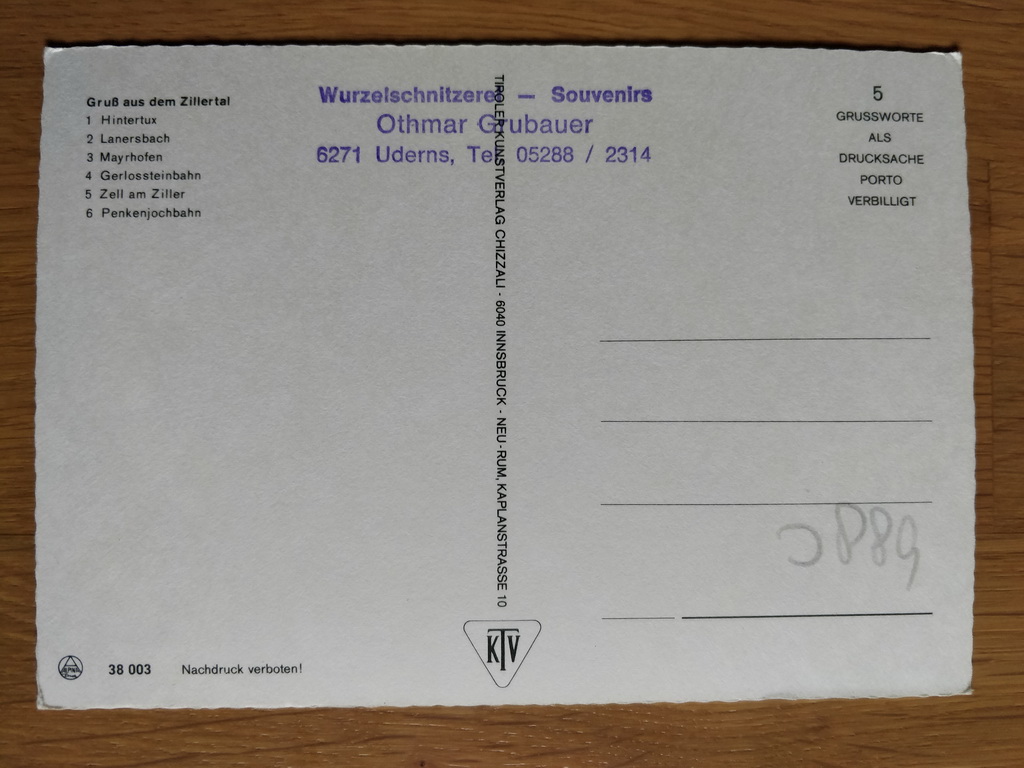 Gruß aus dem Zillertal
1 Hintertux
2 Lanersbach
3 Mayrhofen
4 Gerlossteinbahn
5 Zell am Ziller
6 Penkenjochbahn
Wurzelschnitzerei — Souvenirs
Othmar Grubauer
6271 Uderns, Tel. 05288 / 2314
TIROLER KUNSTVERLAG CHIZZALI - 6040 INNSBRUCK - NEU-RUM, KAPLANSTRASSE 10
5
GRUSSWORTE
ALS
DRUCKSACHE
PORTO
VERBILLIGT
38 003 Nachdruck verboten!
KTV